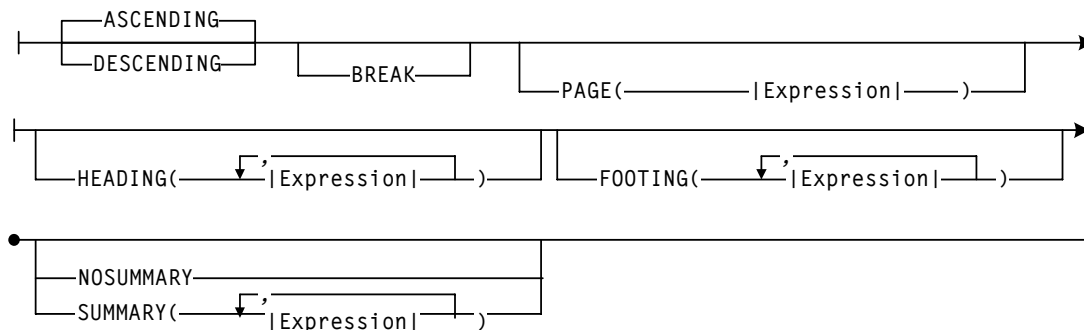 ASCENDING
DESCENDING
BREAK
PAGE( |Expression| )
HEADING( , |Expression| ) FOOTING( , |Expression| )
NOSUMMARY
SUMMARY( , |Expression| )